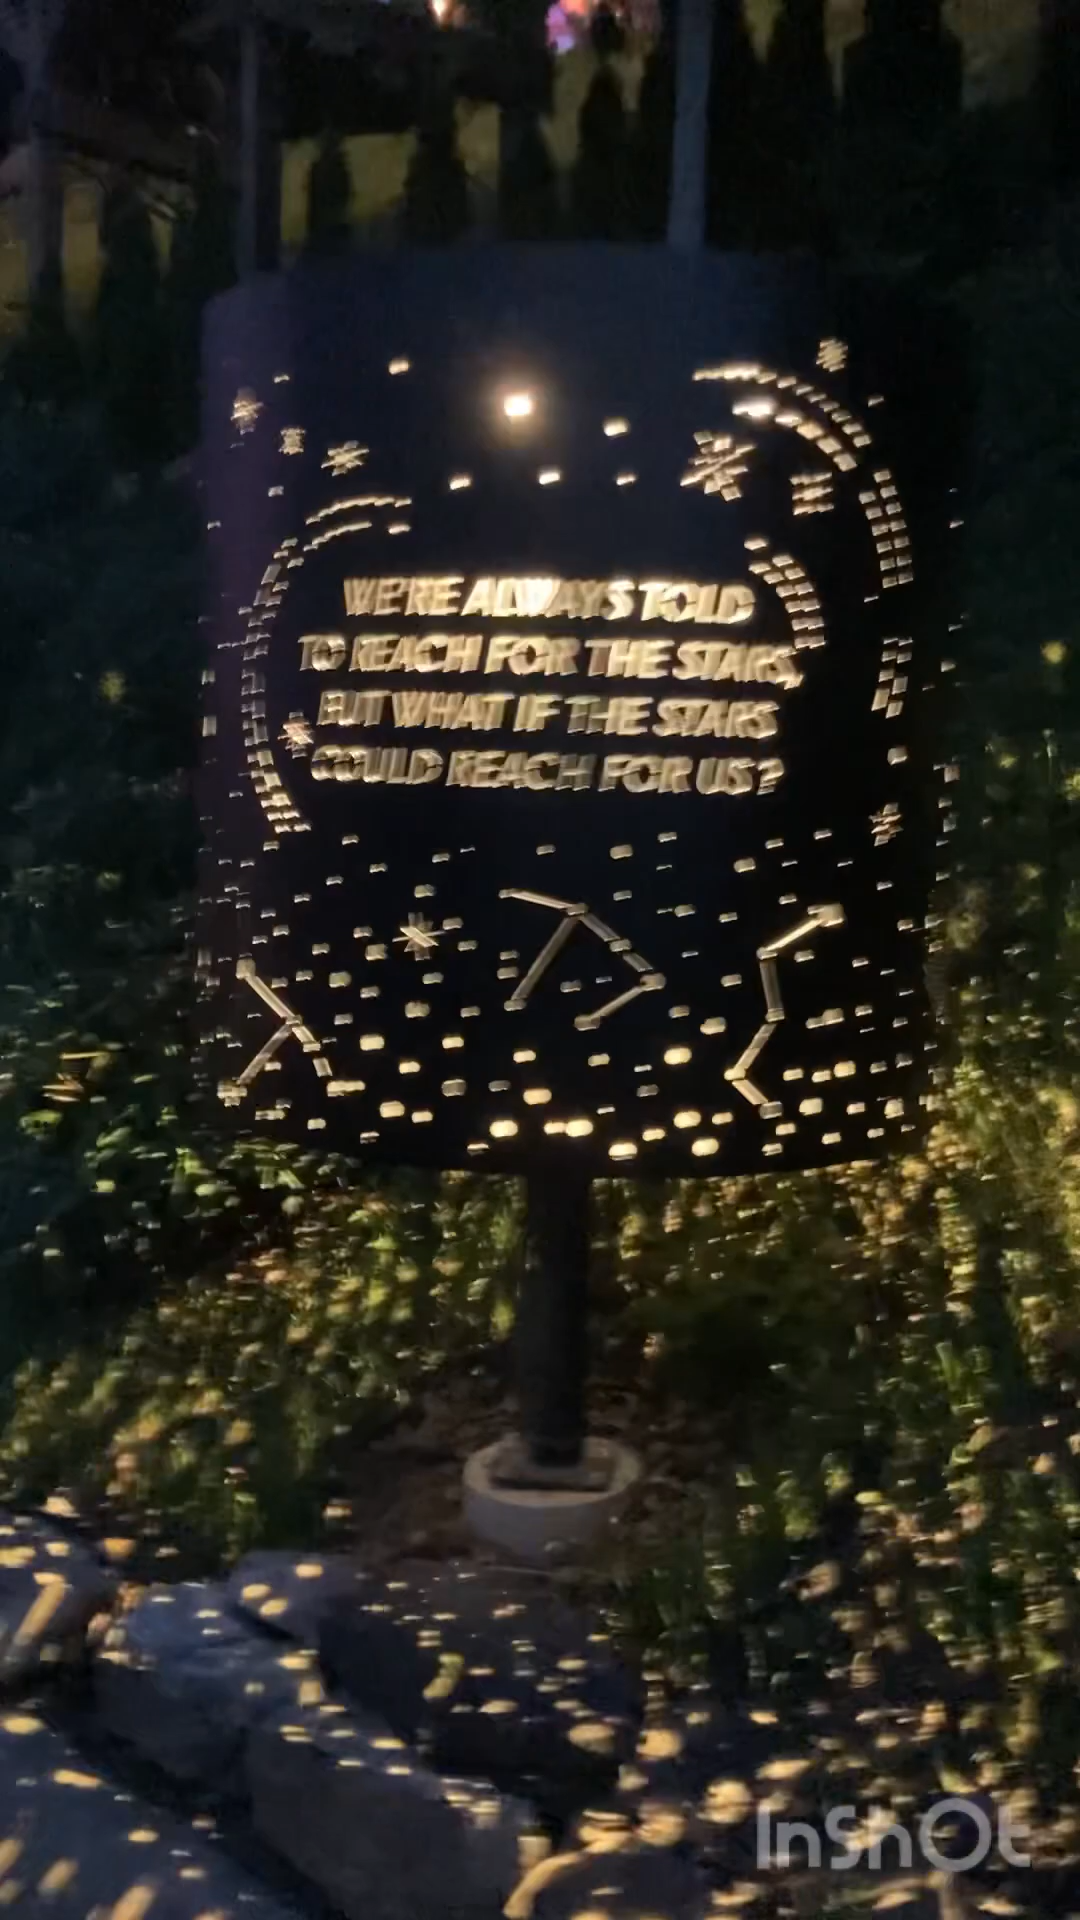 WE'RE ALWAYS TOLD
TO REACH FOR THE STARS,
BUT WHAT IF THE STARS
COULD REACH FOR US?
InShOt